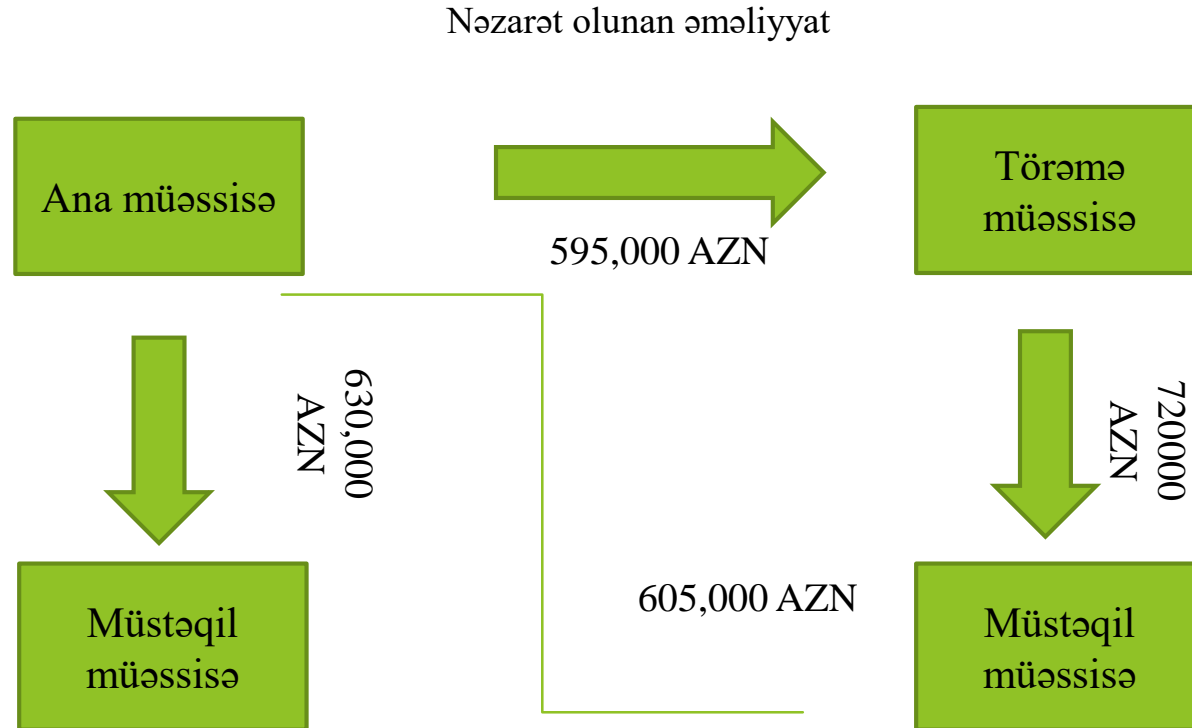 Nəzarət olunan əməliyyat
Ana müəssisə
595,000 AZN
Törəmə
müəssisə
630,000
AZN
720000
AZN
605,000 AZN
Müstəqil
müəssisə
Müstəqil
müəssisə